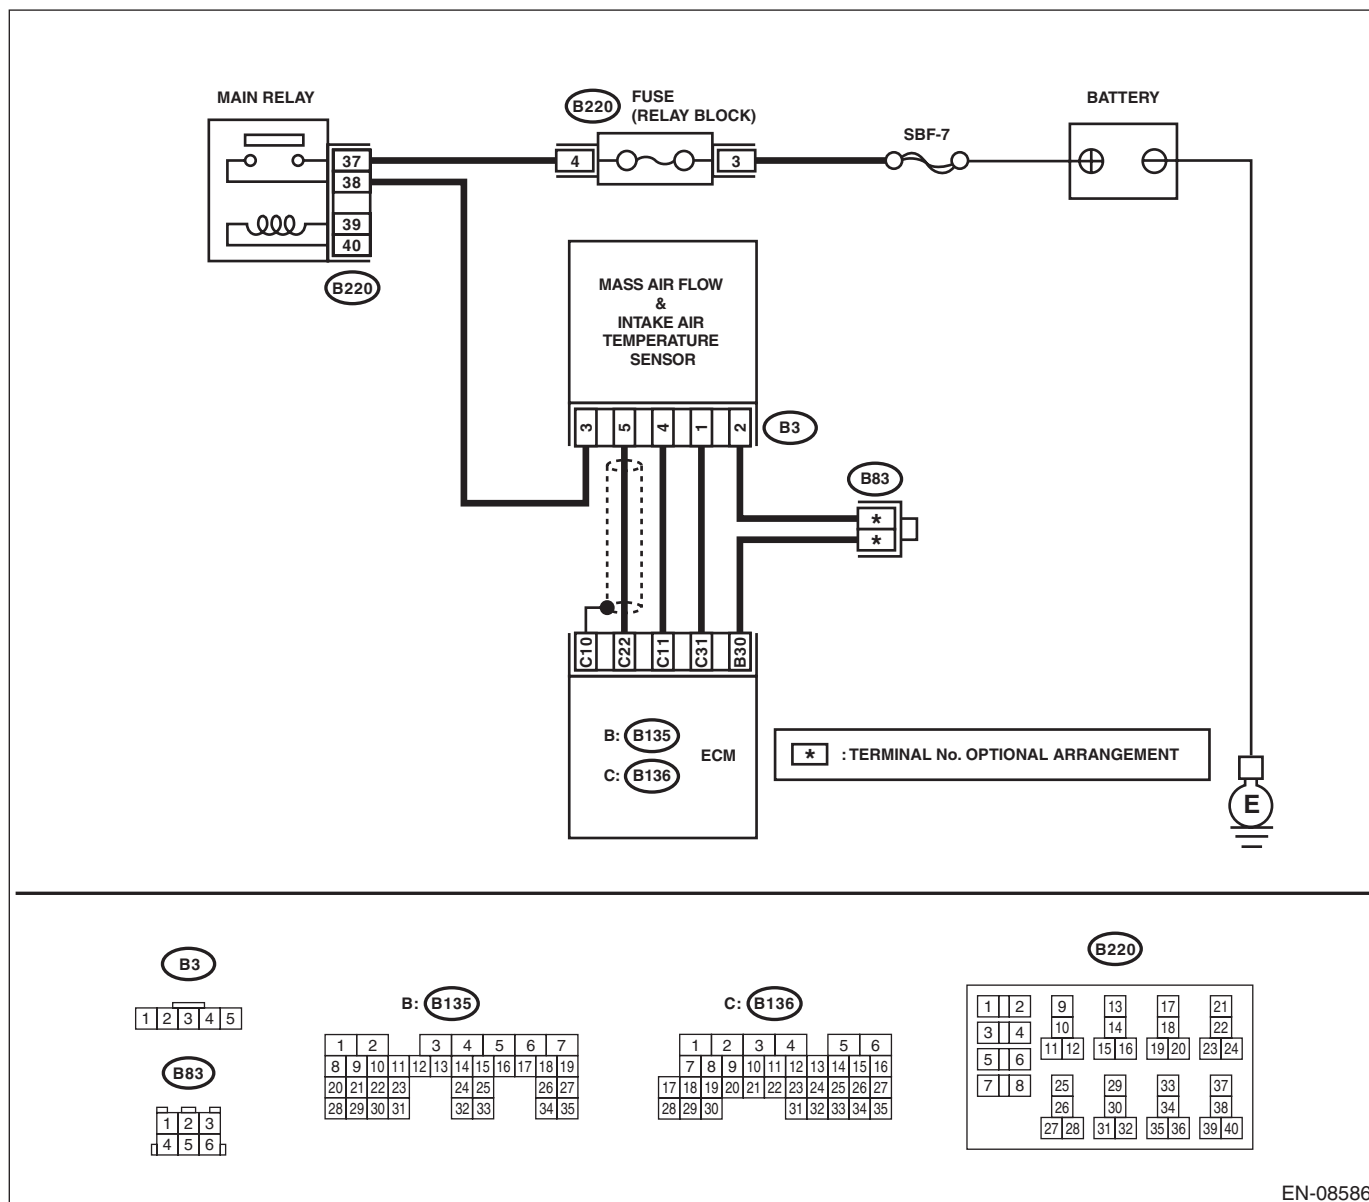 MAIN RELAY
B220
FUSE
(RELAY BLOCK)
SBF-7
BATTERY
37
38
39
40
4
3
B220
MASS AIR FLOW
&
INTAKE AIR
TEMPERATURE
SENSOR
3 5 4 1 2
B3
B83
*
*
C10 C22 C11 C31 B30
B: B135
C: B136
ECM
* : TERMINAL No. OPTIONAL ARRANGEMENT
E
B3
1 2 3 4 5
B83
1 2 3
4 5 6
B: B135
1 2 3 4 5 6 7
8 9 10 11 12 13 14 15 16 17 18 19
20 21 22 23 24 25 26 27
28 29 30 31 32 33 34 35
C: B136
1 2 3 4 5 6
7 8 9 10 11 12 13 14 15 16
17 18 19 20 21 22 23 24 25 26 27
28 29 30 31 32 33 34 35
B220
1 2 9 13 17 21
3 4 10 14 18 22
11 12 15 16 19 20 23 24
5 6
7 8 25 29 33 37
26 30 34 38
27 28 31 32 35 36 39 40
EN-08586